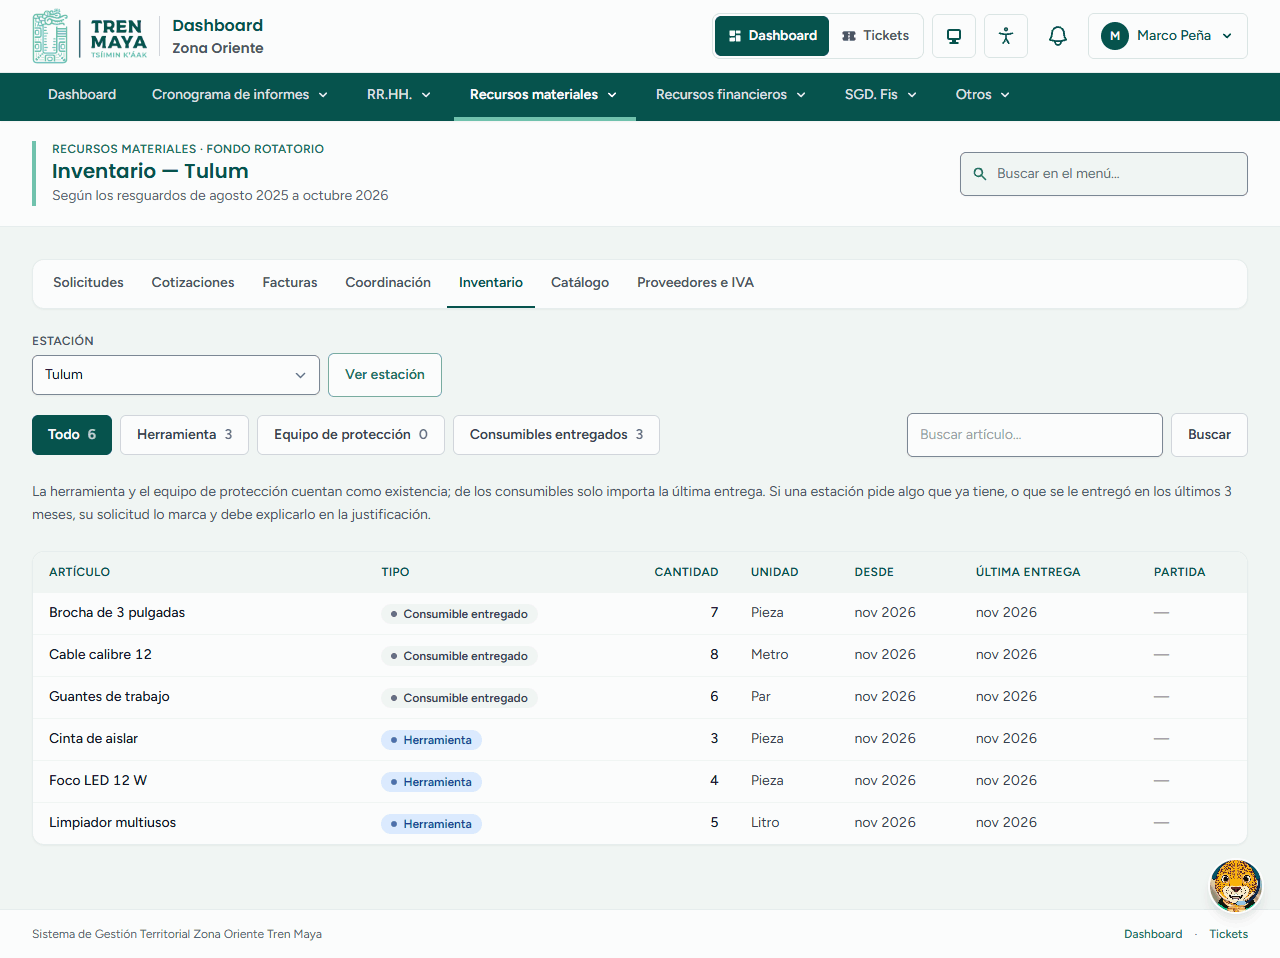 TREN
MAYA
TSÍIMIN K'ÁAK
Dashboard
Zona Oriente
Dashboard
Tickets
M
Marco Peña
Dashboard
Cronograma de informes
RR.HH.
Recursos materiales
Recursos financieros
SGD. Fis
Otros
RECURSOS MATERIALES · FONDO ROTATORIO
Inventario — Tulum
Según los resguardos de agosto 2025 a octubre 2026
Buscar en el menú...
Solicitudes
Cotizaciones
Facturas
Coordinación
Inventario
Catálogo
Proveedores e IVA
ESTACIÓN
Tulum
Ver estación
Todo 6
Herramienta 3
Equipo de protección 0
Consumibles entregados 3
Buscar artículo...
Buscar
La herramienta y el equipo de protección cuentan como existencia; de los consumibles solo importa la última entrega. Si una estación pide algo que ya tiene, o que se le entregó en los últimos 3
meses, su solicitud lo marca y debe explicarlo en la justificación.
ARTÍCULO TIPO CANTIDAD UNIDAD DESDE ÚLTIMA ENTREGA PARTIDA
Brocha de 3 pulgadas Consumible entregado 7 Pieza nov 2026 nov 2026 —
Cable calibre 12 Consumible entregado 8 Metro nov 2026 nov 2026 —
Guantes de trabajo Consumible entregado 6 Par nov 2026 nov 2026 —
Cinta de aislar Herramienta 3 Pieza nov 2026 nov 2026 —
Foco LED 12 W Herramienta 4 Pieza nov 2026 nov 2026 —
Limpiador multiusos Herramienta 5 Litro nov 2026 nov 2026 —
Sistema de Gestión Territorial Zona Oriente Tren Maya
Dashboard · Tickets